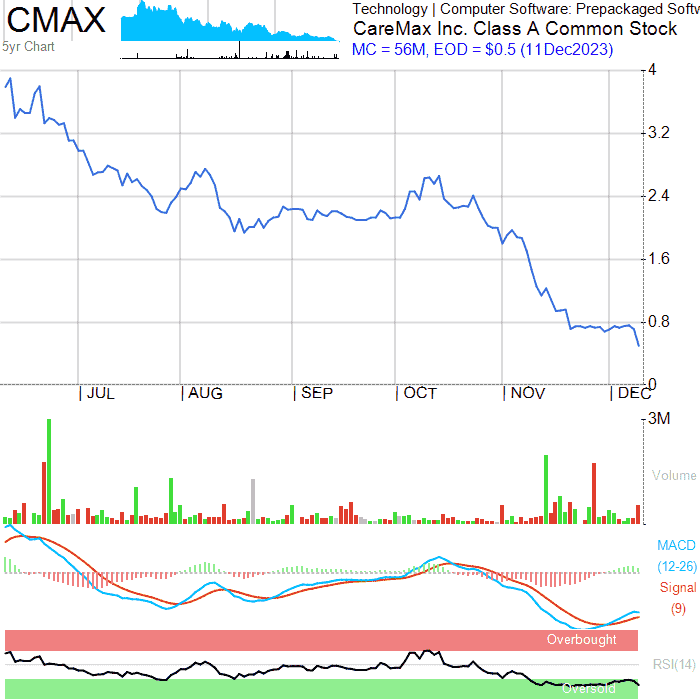 CMAX
5yr Chart
Technology | Computer Software: Prepackaged Softw
CareMax Inc. Class A Common Stock
MC = 56M, EOD = $0.5 (11Dec2023)
4
3.2
2.4
1.6
0.8
0
JUL
AUG
SEP
OCT
NOV
DEC
3M
Volume
MACD
(12-26)
Signal
(9)
Overbought
RSI(14)
Oversold